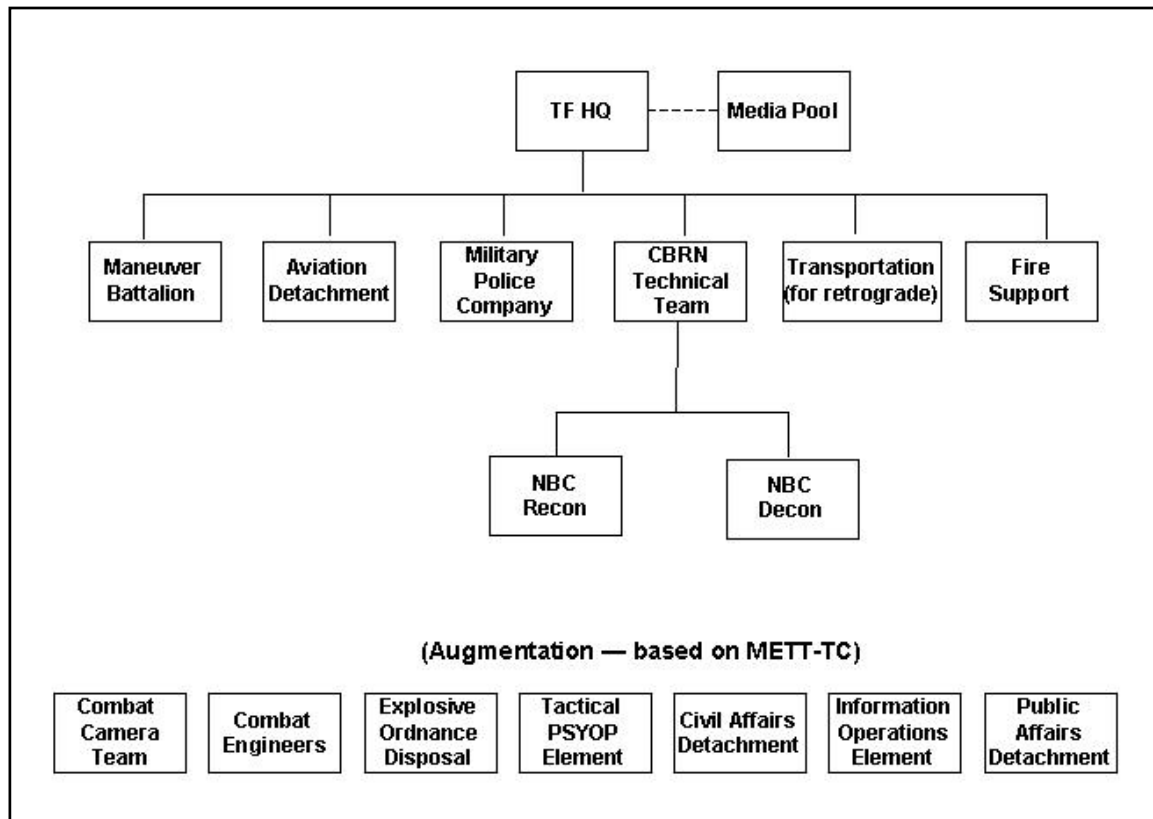 TF HQ
Media Pool
Maneuver
Battalion
Aviation
Detachment
Military
Police
Company
CBRN
Technical
Team
Transportation
(for retrograde)
Fire
Support
NBC
Recon
NBC
Decon
(Augmentation — based on METT-TC)
Combat
Camera
Team
Combat
Engineers
Explosive
Ordnance
Disposal
Tactical
PSYOP
Element
Civil Affairs
Detachment
Information
Operations
Element
Public
Affairs
Detachment